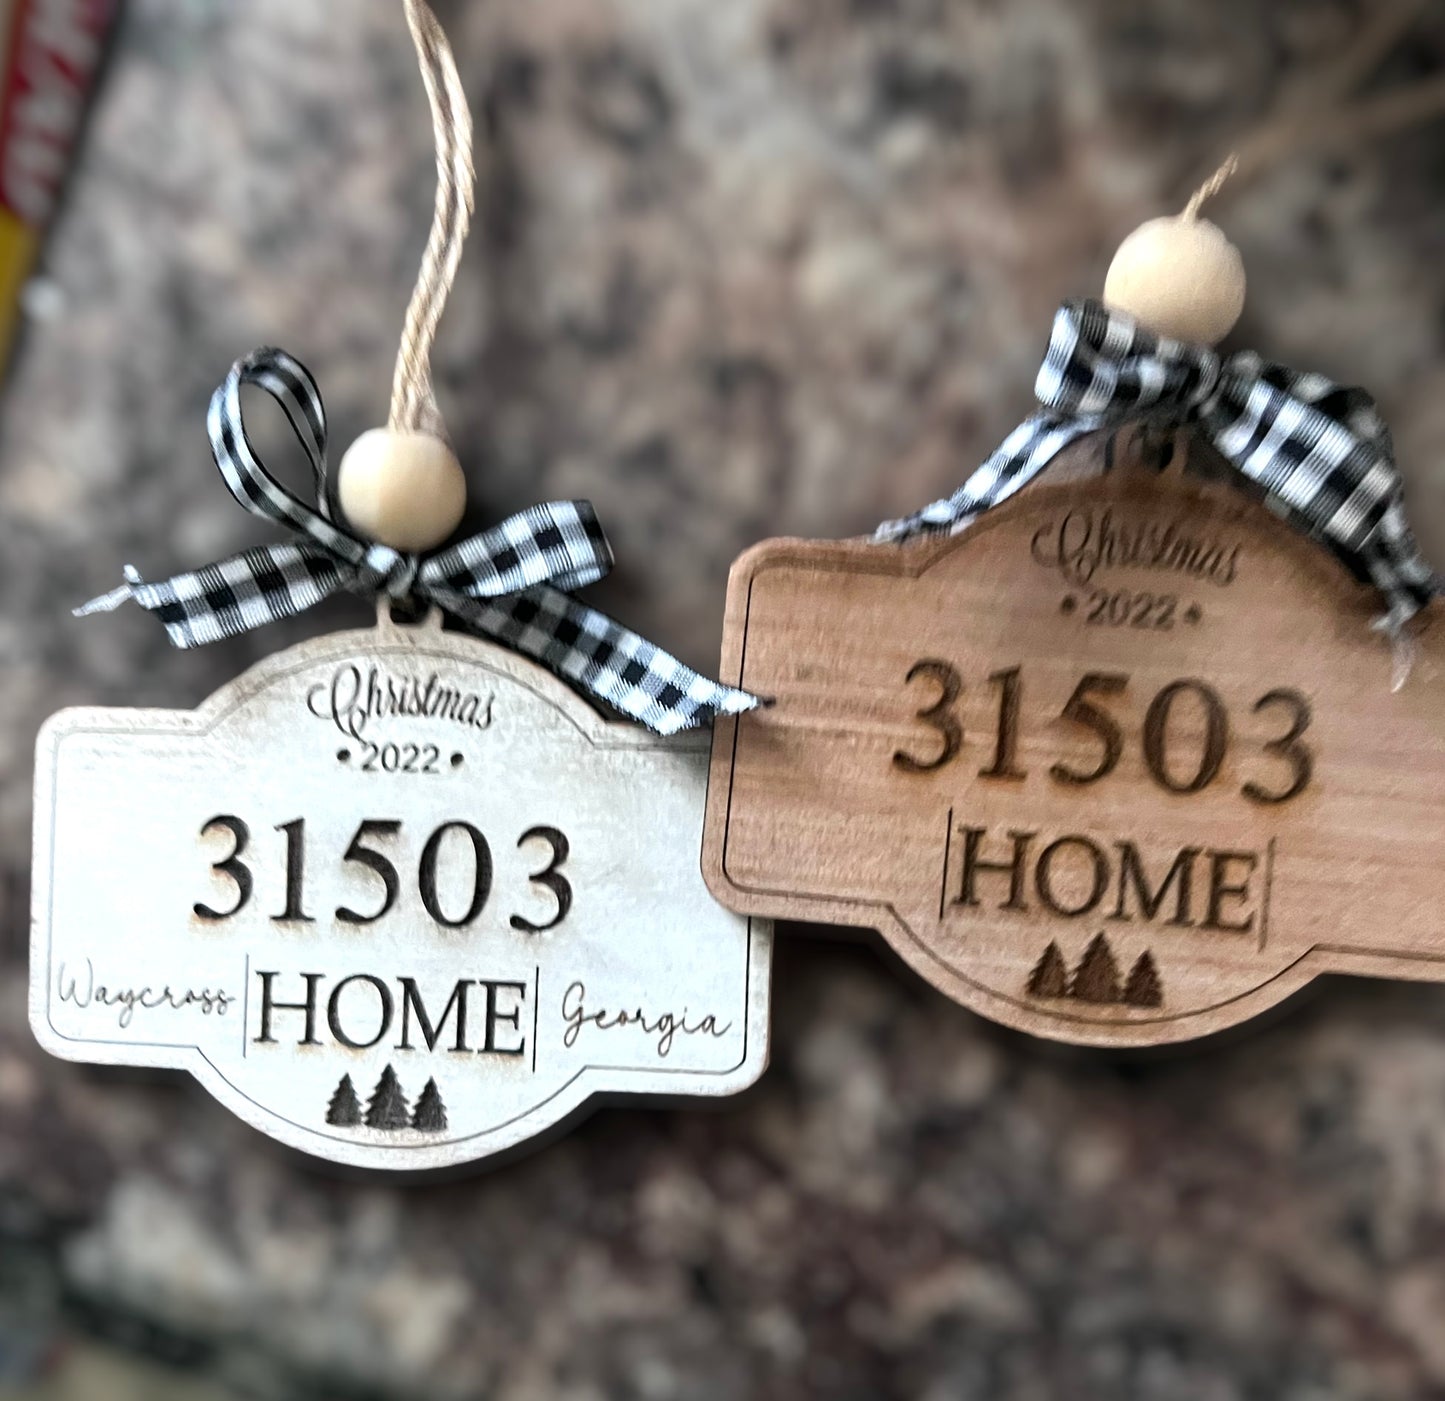 Christmas
•2022•
31503
Waycross |HOME| Georgia
Christmas
•2022•
31503
|HOME|